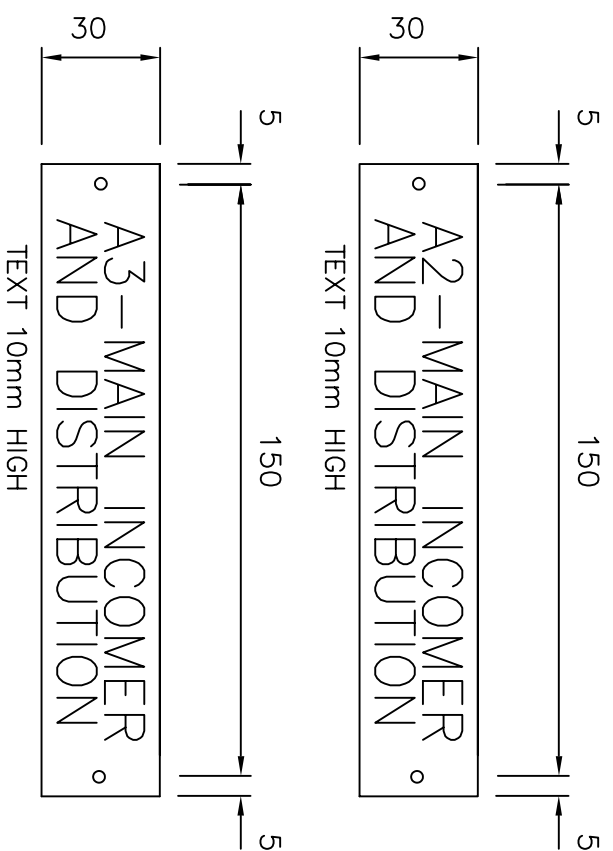 5
150
5
30
A2-MAIN INCOMER
AND DISTRIBUTION
TEXT 10mm HIGH
5
150
5
30
A3-MAIN INCOMER
AND DISTRIBUTION
TEXT 10mm HIGH